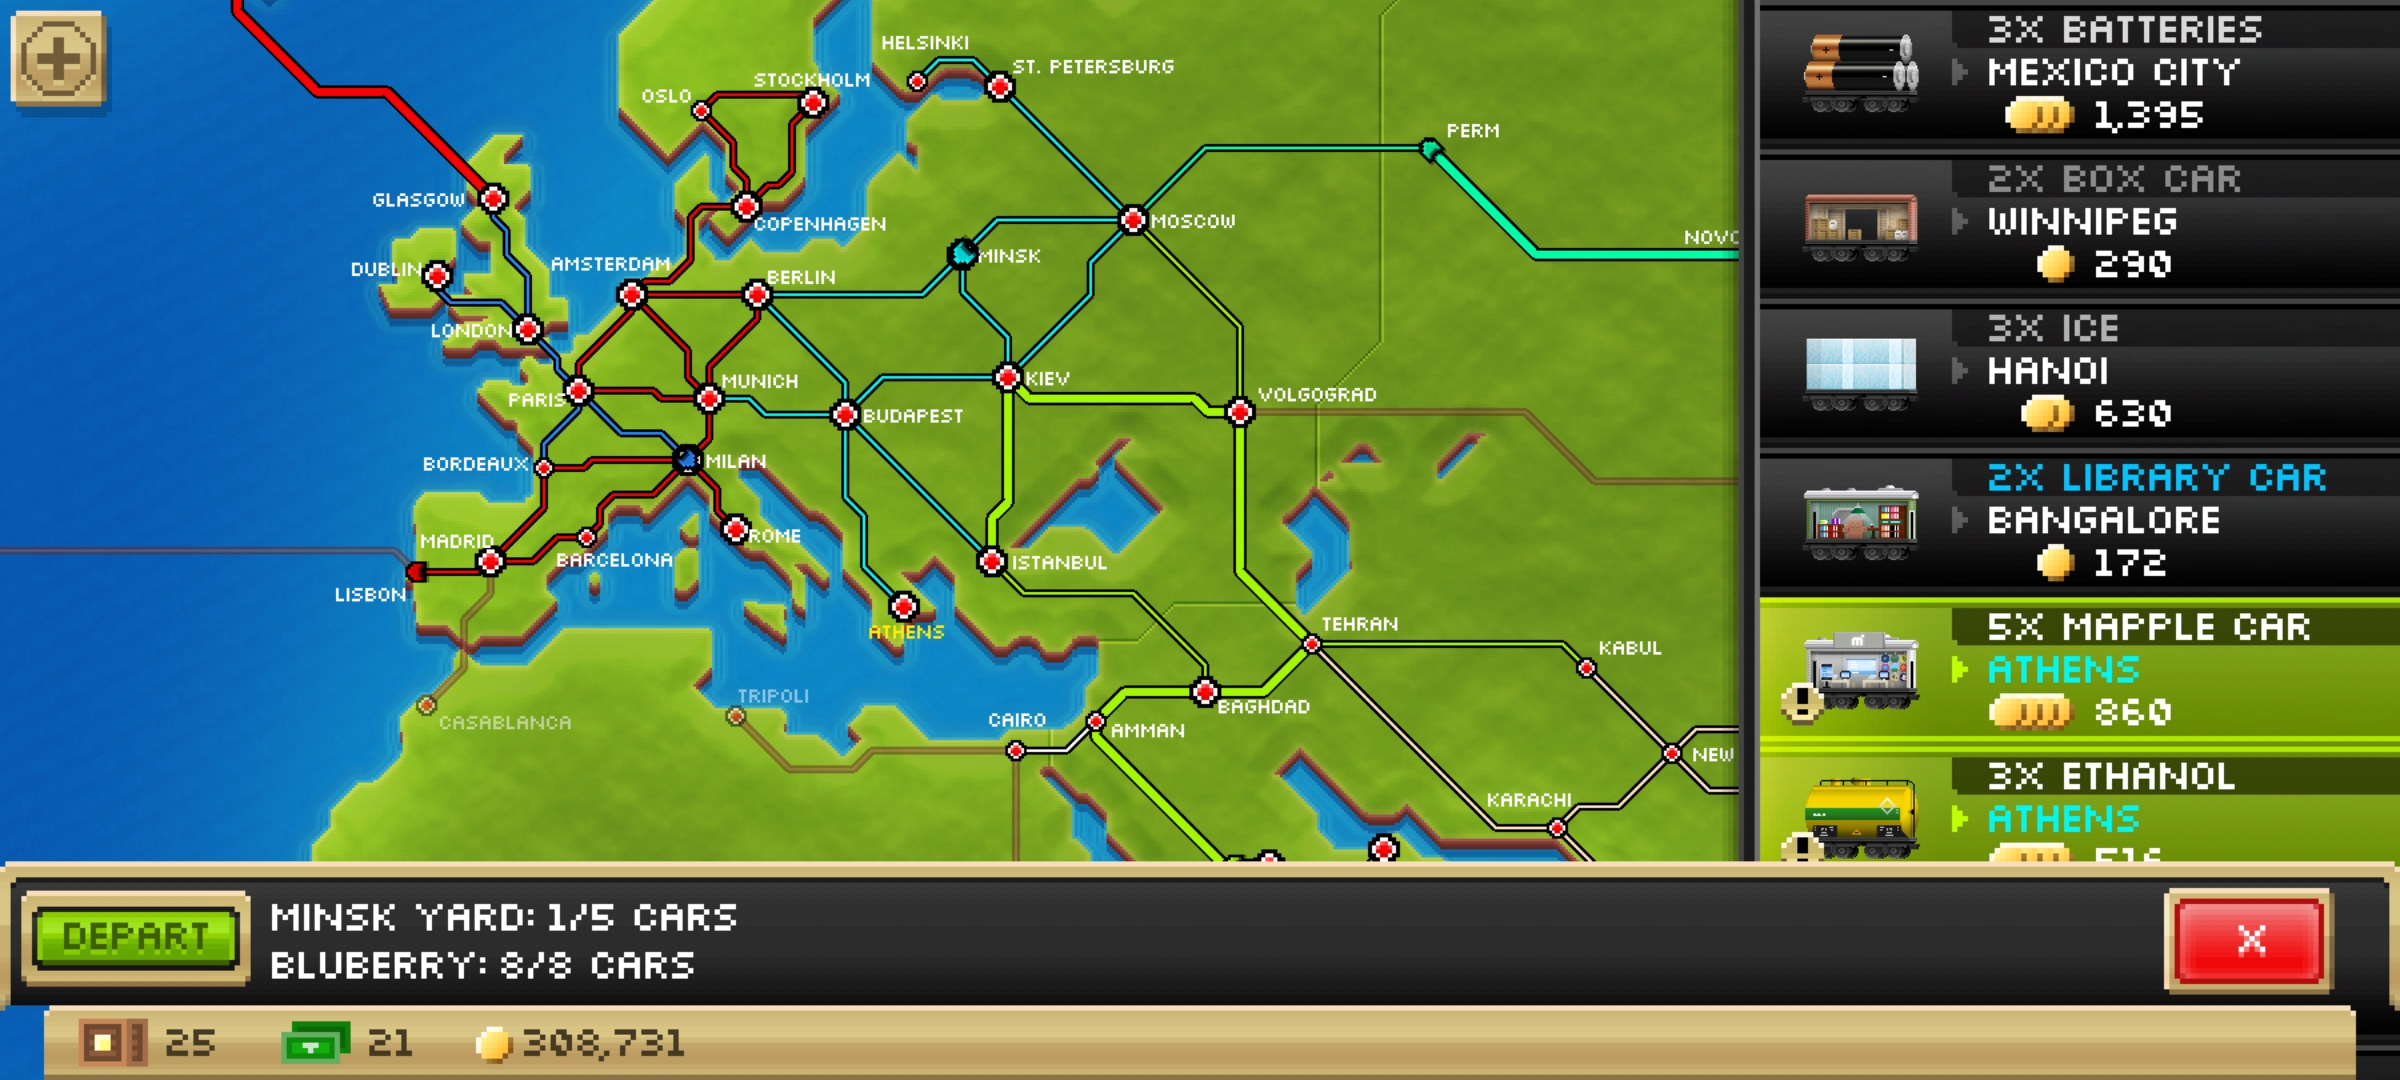 HELSINKI
ST. PETERSBURG
STOCKHOLM
OSLO
PERM
GLASGOW
COPENHAGEN
MOSCOW
DUBLIN
AMSTERDAM
BERLIN
MINSK
LONDON
MUNICH
KIEV
PARIS
BUDAPEST
VOLGOGRAD
BORDEAUX
MILAN
MADRID
ROME
BARCELONA
ISTANBUL
LISBON
ATHENS
TEHRAN
KABUL
TRIPOLI
CASABLANCA
CAIRO
AMMAN
BAGHDAD
NEW
KARACHI
3X BATTERIES
MEXICO CITY
1,395
2X BOX CAR
WINNIPEG
290
3X ICE
HANOI
630
2X LIBRARY CAR
BANGALORE
172
5X MAPPLE CAR
ATHENS
860
3X ETHANOL
ATHENS
DEPART
MINSK YARD: 1/5 CARS
BLUBERRY: 8/8 CARS
X
25
21
308,731